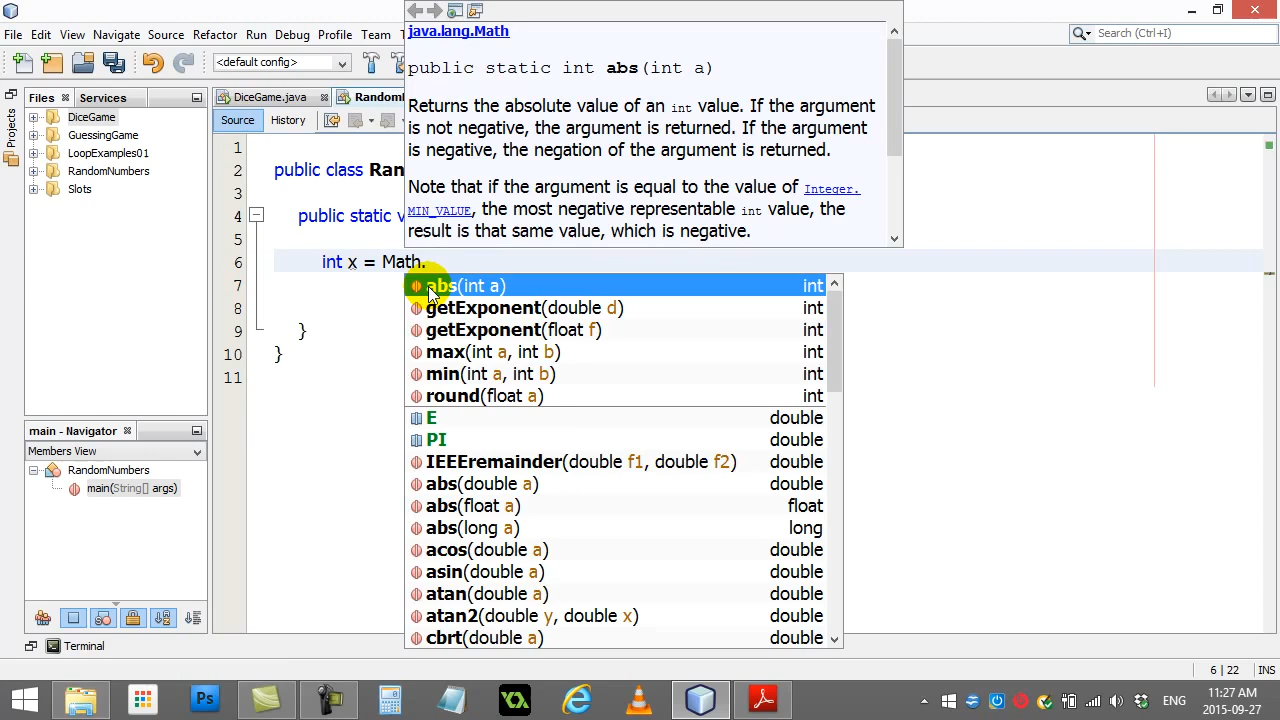 java.lang.Math
public static int abs(int a)
Returns the absolute value of an int value. If the argument
is not negative, the argument is returned. If the argument
is negative, the negation of the argument is returned.
Note that if the argument is equal to the value of Integer.
MIN_VALUE, the most negative representable int value, the
result is that same value, which is negative.
File Edit View Navigate Source Refactor Run Debug Profile Team
Search (Ctrl+I)
<default config>
Projects
Files Services
DiceGame
GuessingGame
LoopExamples01
RandomNumbers
Slots
DiceGame.java Random
Source History
1
2 public class Ran
3
4 public static v
5
6 int x = Math.
7
8
9 }
10 }
11
abs(int a) int
getExponent(double d) int
getExponent(float f) int
max(int a, int b) int
min(int a, int b) int
round(float a) int
E double
PI double
IEEEremainder(double f1, double f2) double
abs(double a) double
abs(float a) float
abs(long a) long
acos(double a) double
asin(double a) double
atan(double a) double
atan2(double y, double x) double
cbrt(double a) double
main - Navigator
Members View
RandomNumbers
main(String[] args)
Terminal
6 | 22 INS
Ps
ENG
11:27 AM
2015-09-27